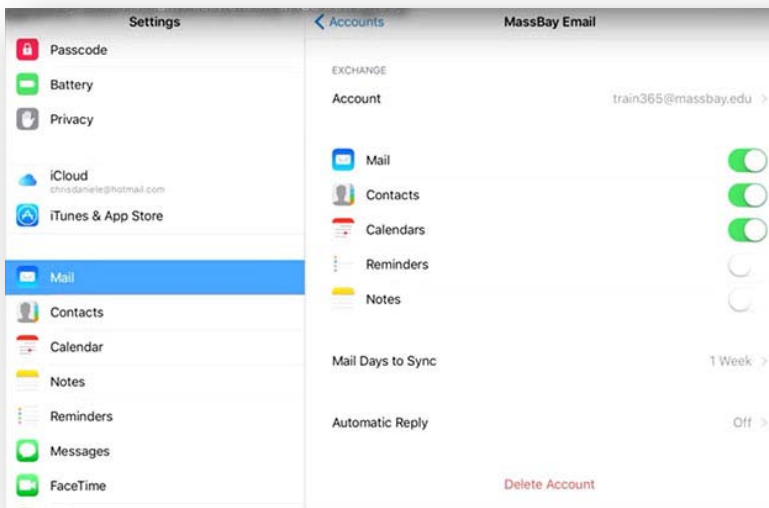 Settings
Passcode
Battery
Privacy
iCloud
chrisdaniele@hotmail.com
iTunes & App Store
Mail
Contacts
Calendar
Notes
Reminders
Messages
FaceTime
Accounts
MassBay Email
EXCHANGE
Account train365@massbay.edu
Mail
Contacts
Calendars
Reminders
Notes
Mail Days to Sync 1 Week
Automatic Reply Off
Delete Account